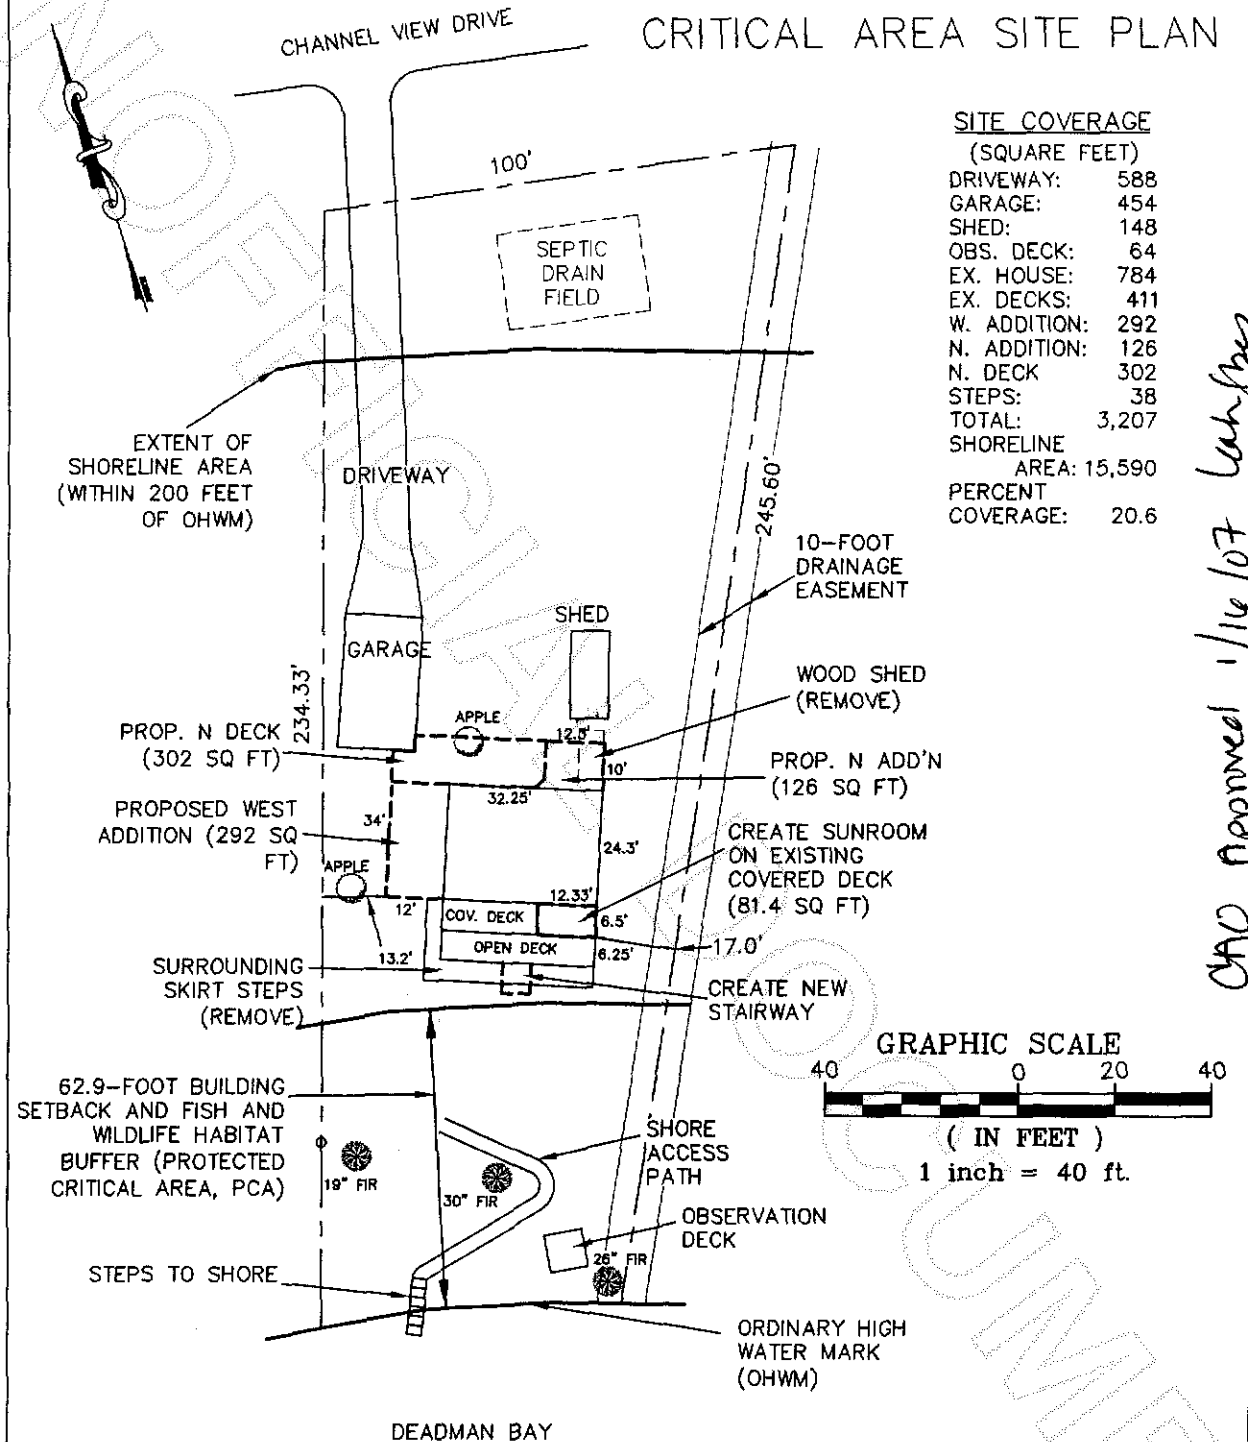 CRITICAL AREA SITE PLAN
CHANNEL VIEW DRIVE
SITE COVERAGE
(SQUARE FEET)
DRIVEWAY: 588
GARAGE: 454
SHED: 148
OBS. DECK: 64
EX. HOUSE: 784
EX. DECKS: 411
W. ADDITION: 292
N. ADDITION: 126
N. DECK 302
STEPS: 38
TOTAL: 3,207
SHORELINE
AREA: 15,590
PERCENT
COVERAGE: 20.6
100'
SEPTIC
DRAIN
FIELD
EXTENT OF
SHORELINE AREA
(WITHIN 200 FEET
OF OHWM)
DRIVEWAY
245.60'
10-FOOT
DRAINAGE
EASEMENT
SHED
GARAGE
234.33'
WOOD SHED
(REMOVE)
PROP. N DECK
(302 SQ FT)
APPLE
12.5'
10'
PROP. N ADD'N
(126 SQ FT)
32.25'
PROPOSED WEST
ADDITION (292 SQ
FT)
34'
24.3'
CREATE SUNROOM
ON EXISTING
COVERED DECK
(81.4 SQ FT)
APPLE
12'
12.33'
COV. DECK
6.5'
OPEN DECK
6.25'
17.0'
13.2'
SURROUNDING
SKIRT STEPS
(REMOVE)
CREATE NEW
STAIRWAY
GRAPHIC SCALE
40 0 20 40
( IN FEET )
1 inch = 40 ft.
62.9-FOOT BUILDING
SETBACK AND FISH AND
WILDLIFE HABITAT
BUFFER (PROTECTED
CRITICAL AREA, PCA)
19" FIR
30" FIR
SHORE
ACCESS
PATH
OBSERVATION
DECK
26" FIR
STEPS TO SHORE
ORDINARY HIGH
WATER MARK
(OHWM)
DEADMAN BAY
CAO Approved 1/16/07
UNOFFICIAL DOCUMENT